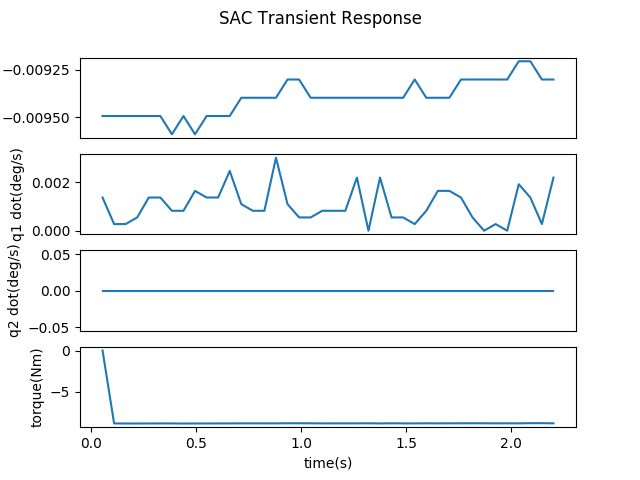 SAC Transient Response
−0.00925
−0.00950
q1 dot(deg/s)
0.002
0.000
q2 dot(deg/s)
0.05
0.00
−0.05
torque(Nm)
0
−5
0.0 0.5 1.0 1.5 2.0
time(s)